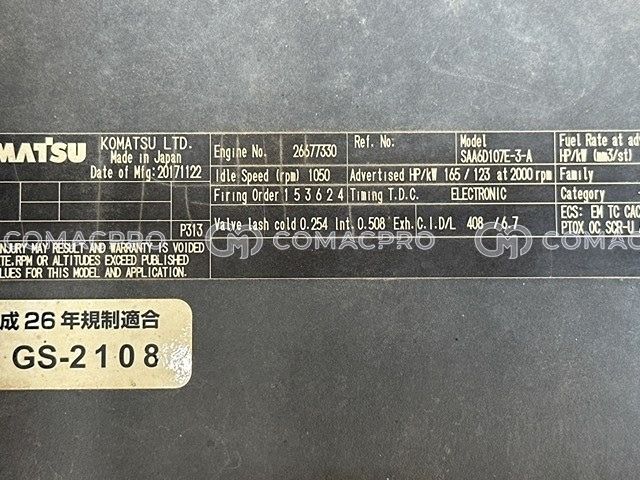 MATSU
KOMATSU LTD.
Made in Japan
Date of Mfg:20171122
P313
NJURY MAY RESULT AND WARRANTY IS VOIDED
TE.RPM OR ALTITUDES EXCEED PUBLISHED
LUES FOR THIS MODEL AND APPLICATION.
Engine No. 26677330
Ref. No.
Model
SAA6D107E-3-A
Fuel Rate at adv
HP/kW (mm3/st)
Idle Speed (rpm) 1050
Advertised HP/kW 165 / 123 at 2000 rpm
Family
Firing Order 1 5 3 6 2 4
Timing T.D.C. ELECTRONIC
Category
Valve lash cold 0.254 Int. 0.508 Exh. C.I.D/L 408 / 6.7
ECS: EM TC CAC
PTOX OC SCR-U
COMACPRO COMACPRO COMACPRO
成26年規制適合
GS-2108